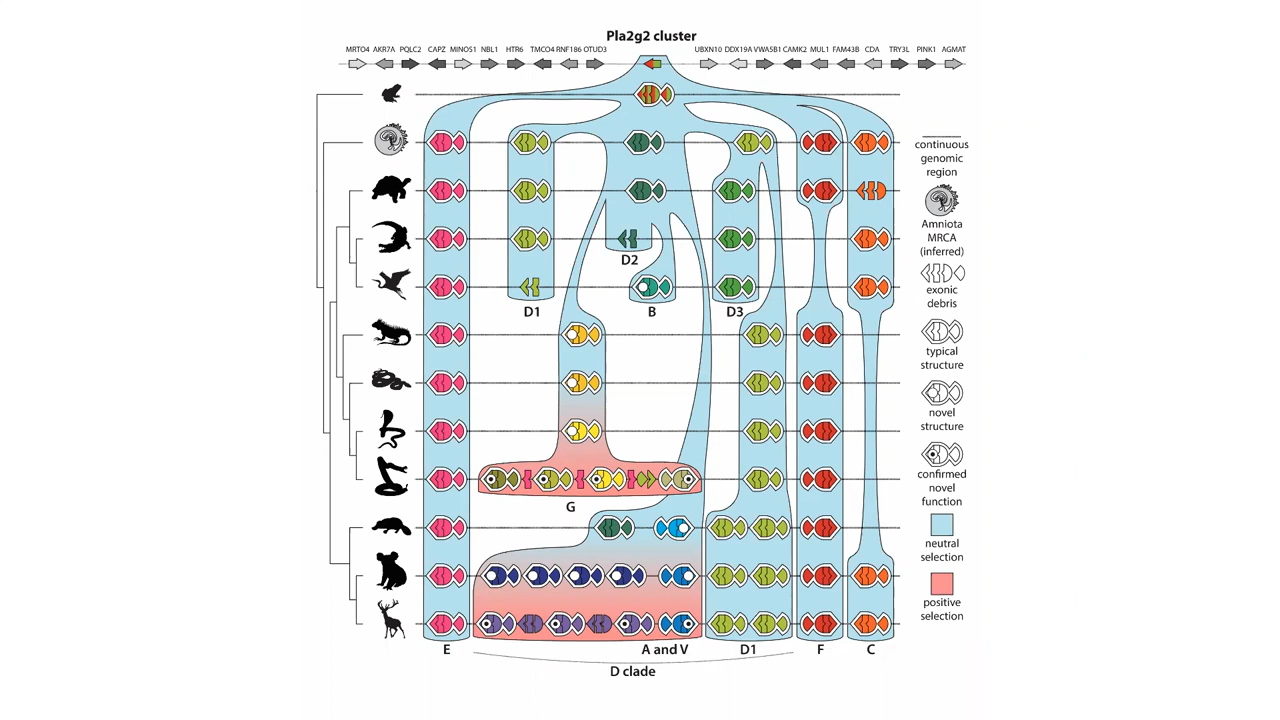 Pla2g2 cluster
MRTO4 AKR7A PQLC2 CAPZ MINOS1 NBL1 HTR6 TMCO4 RNF186 OTUD3 UBXN10 DDX19A VWA5B1 CAMK2 MUL1 FAM43B CDA TRY3L PINK1 AGMAT
continuous
genomic
region
Amniota
MRCA
(inferred)
exonic
debris
typical
structure
novel
structure
confirmed
novel
function
neutral
selection
positive
selection
D2
D1
B
D3
G
E
A and V
D1
F
C
D clade